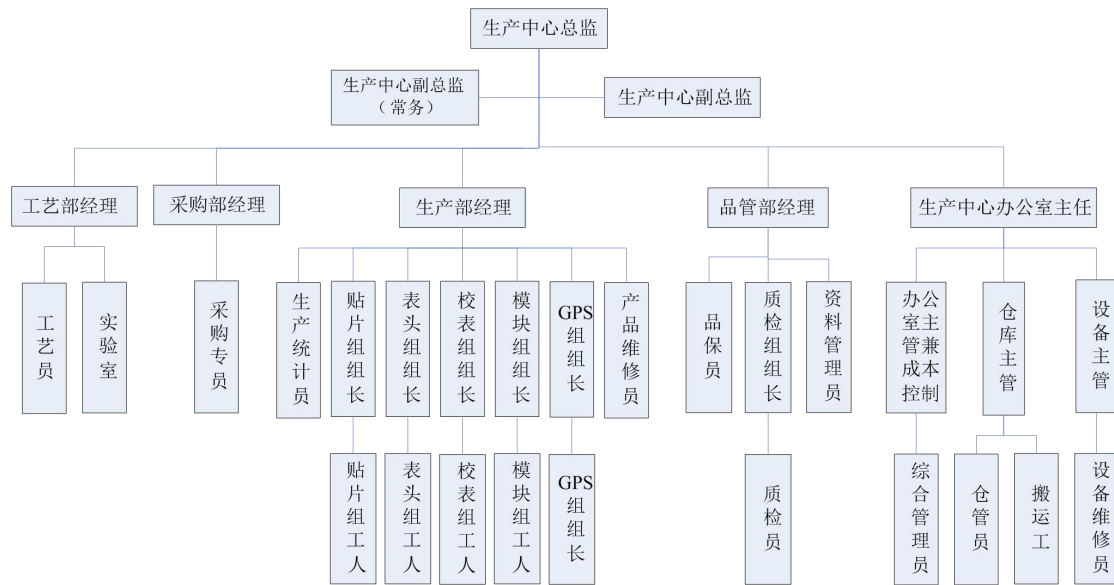 生产中心总监
生产中心副总监
（常务）
生产中心副总监
工艺部经理
采购部经理
生产部经理
品管部经理
生产中心办公室主任
工艺员
实验室
采购专员
生产统计员
贴片组组长
表头组组长
校表组组长
模块组组长
GPS组组长
产品维修员
品保员
质检组组长
资料管理员
办公室主管兼成本控制
仓库主管
设备主管
贴片组工人
表头组工人
校表组工人
模块组工人
GPS组组长
质检员
综合管理员
仓管员
搬运工
设备维修员